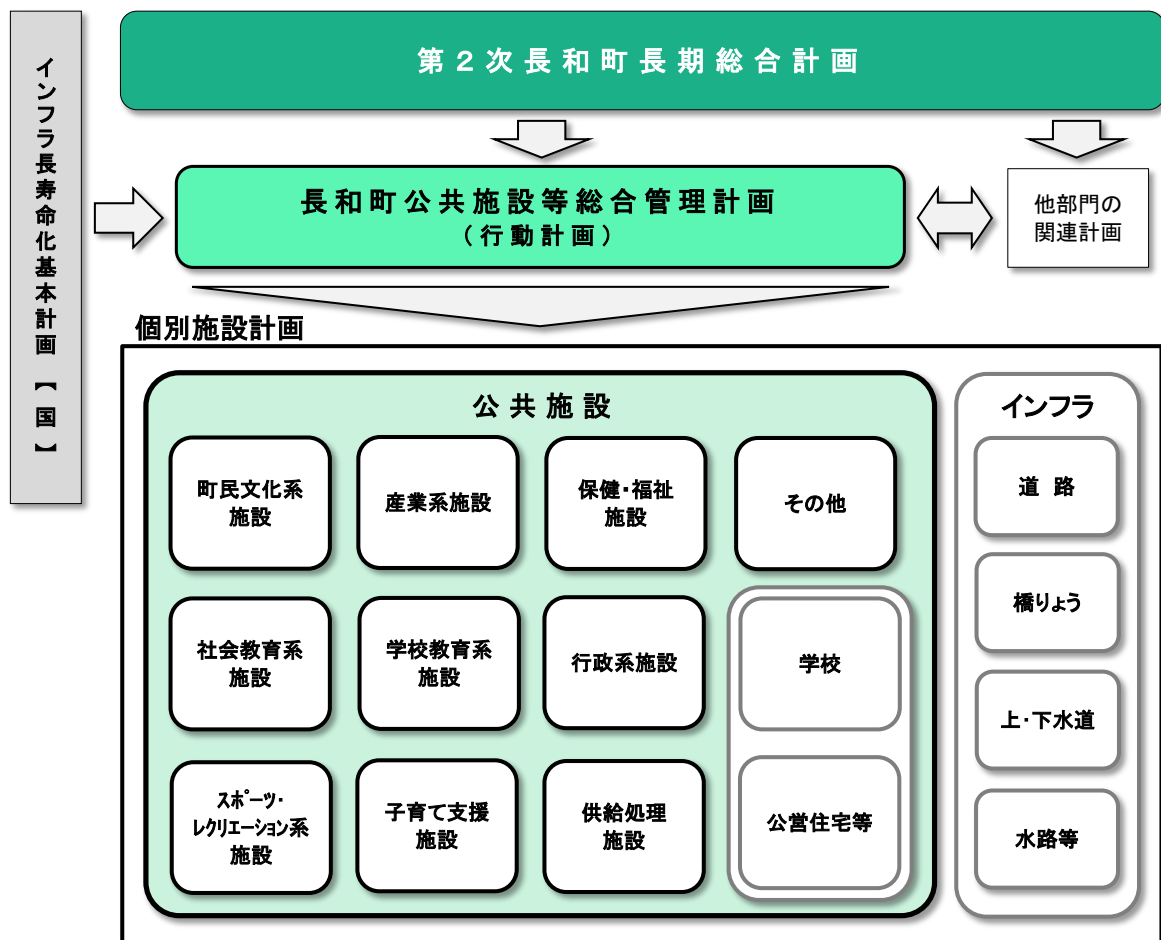 第２次長和町長期総合計画
インフラ長寿命化基本計画【国】
長和町公共施設等総合管理計画
（行動計画）
他部門の
関連計画
個別施設計画
公共施設
町民文化系
施設
産業系施設
保健・福祉
施設
その他
社会教育系
施設
学校教育系
施設
行政系施設
学校
スポーツ・
レクリエーション系
施設
子育て支援
施設
供給処理
施設
公営住宅等
インフラ
道 路
橋りょう
上・下水道
水路等